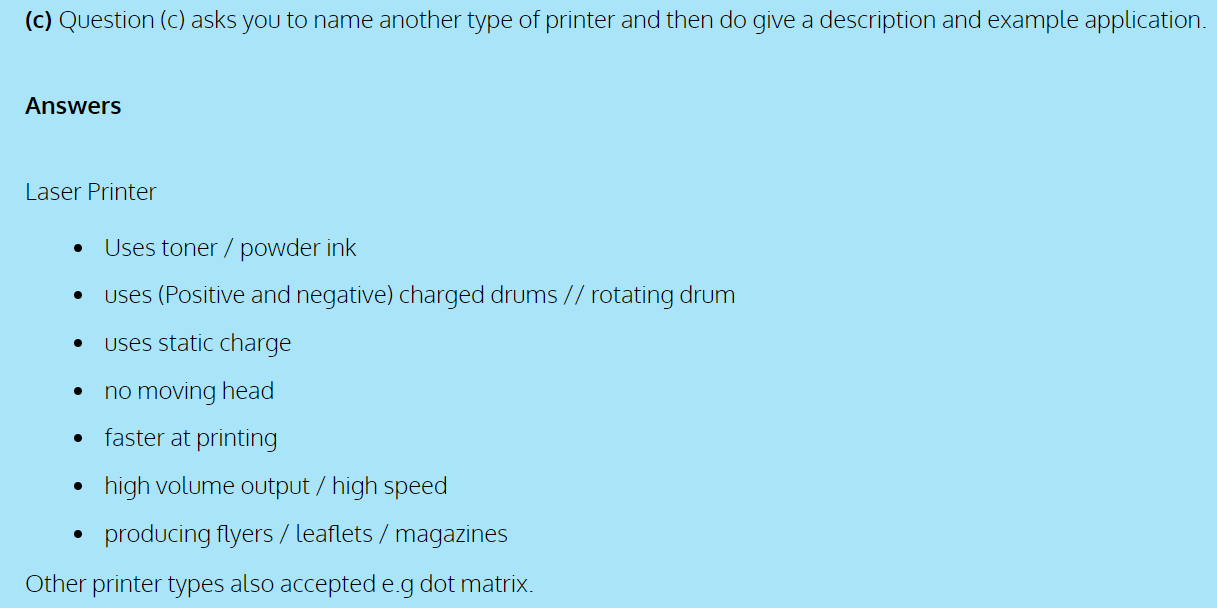 (c) Question (c) asks you to name another type of printer and then do give a description and example application.
Answers
Laser Printer
• Uses toner / powder ink
• uses (Positive and negative) charged drums // rotating drum
• uses static charge
• no moving head
• faster at printing
• high volume output / high speed
• producing flyers / leaflets / magazines
Other printer types also accepted e.g dot matrix.